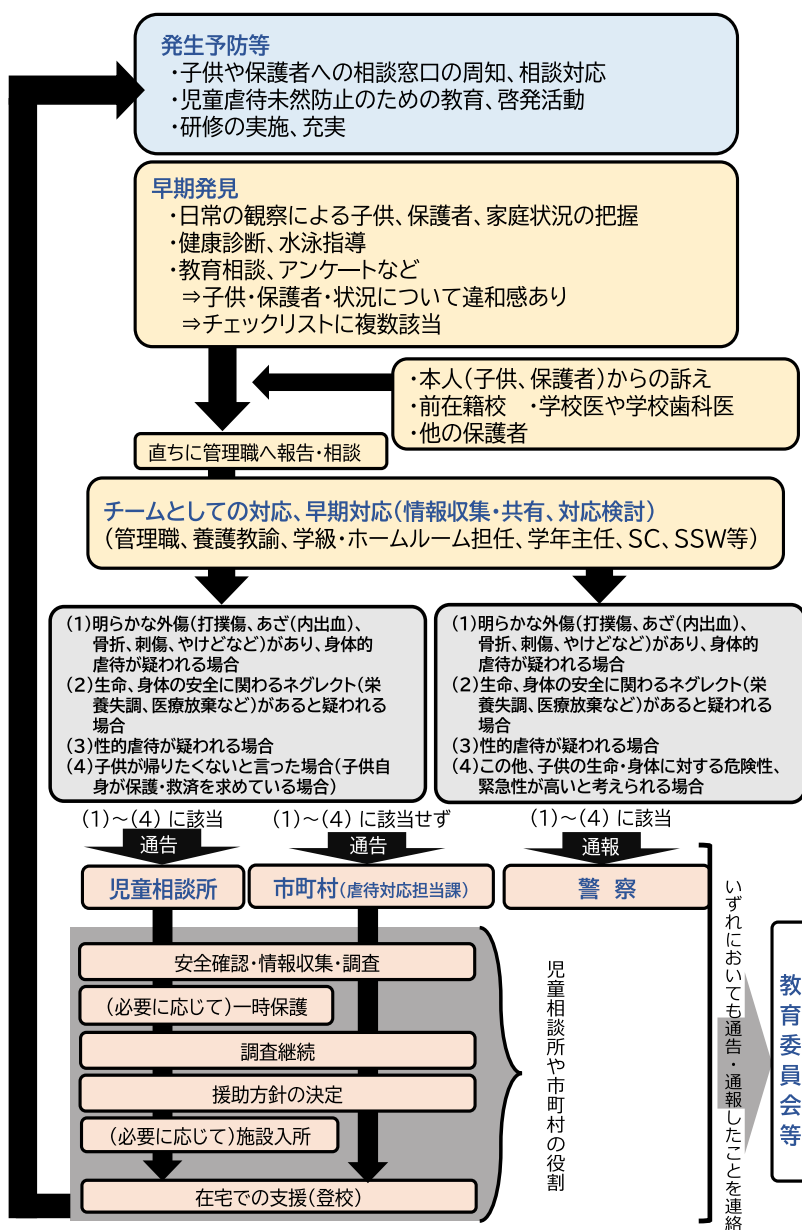 発生予防等
・子供や保護者への相談窓口の周知、相談対応
・児童虐待未然防止のための教育、啓発活動
・研修の実施、充実
早期発見
・日常の観察による子供、保護者、家庭状況の把握
・健康診断、水泳指導
・教育相談、アンケートなど
⇒子供・保護者・状況について違和感あり
⇒チェックリストに複数該当
・本人（子供、保護者）からの訴え
・前在籍校　・学校医や学校歯科医
・他の保護者
直ちに管理職へ報告・相談
チームとしての対応、早期対応（情報収集・共有、対応検討）
（管理職、養護教諭、学級・ホームルーム担任、学年主任、SC、SSW等）
（1）明らかな外傷（打撲傷、あざ（内出血）、
骨折、刺傷、やけどなど）があり、身体的
虐待が疑われる場合
（2）生命、身体の安全に関わるネグレクト（栄
養失調、医療放棄など）があると疑われる
場合
（3）性的虐待が疑われる場合
（4）子供が帰りたくないと言った場合（子供自
身が保護・救済を求めている場合）
（1）明らかな外傷（打撲傷、あざ（内出血）、
骨折、刺傷、やけどなど）があり、身体的
虐待が疑われる場合
（2）生命、身体の安全に関わるネグレクト（栄
養失調、医療放棄など）があると疑われる
場合
（3）性的虐待が疑われる場合
（4）この他、子供の生命・身体に対する危険性、
緊急性が高いと考えられる場合
（1）～（4）に該当
（1）～（4）に該当せず
（1）～（4）に該当
通告
通告
通報
児童相談所
市町村（虐待対応担当課）
警 察
安全確認・情報収集・調査
（必要に応じて）一時保護
調査継続
援助方針の決定
（必要に応じて）施設入所
在宅での支援（登校）
児童相談所や市町村の役割
いずれにおいても通告・通報したことを連絡
教育委員会等